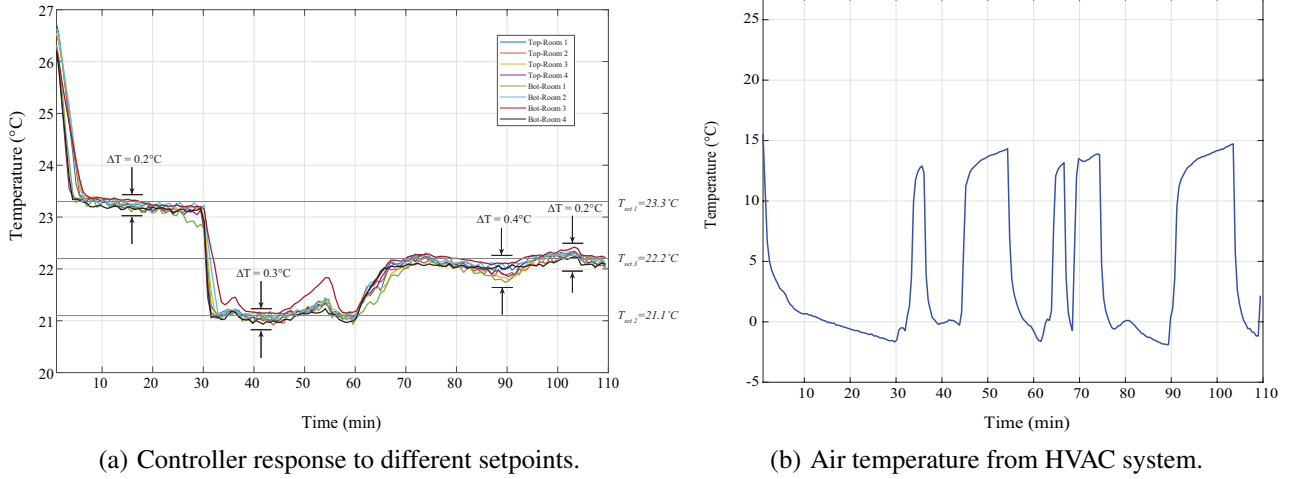 27
26
25
24
23
22
21
20
10
20
30
40
50
60
70
80
90
100
110
Temperature (°C)
Time (min)
Top-Room 1
Top-Room 2
Top-Room 3
Top-Room 4
Bot-Room 1
Bot-Room 2
Bot-Room 3
Bot-Room 4
ΔT = 0.2°C
ΔT = 0.3°C
ΔT = 0.4°C
ΔT = 0.2°C
T set 1=23.3°C
T set 3=22.2°C
T set 2=21.1°C
(a) Controller response to different setpoints.
25
20
15
10
5
0
-5
0
10
20
30
40
50
60
70
80
90
100
110
Temperature (°C)
Time (min)
(b) Air temperature from HVAC system.